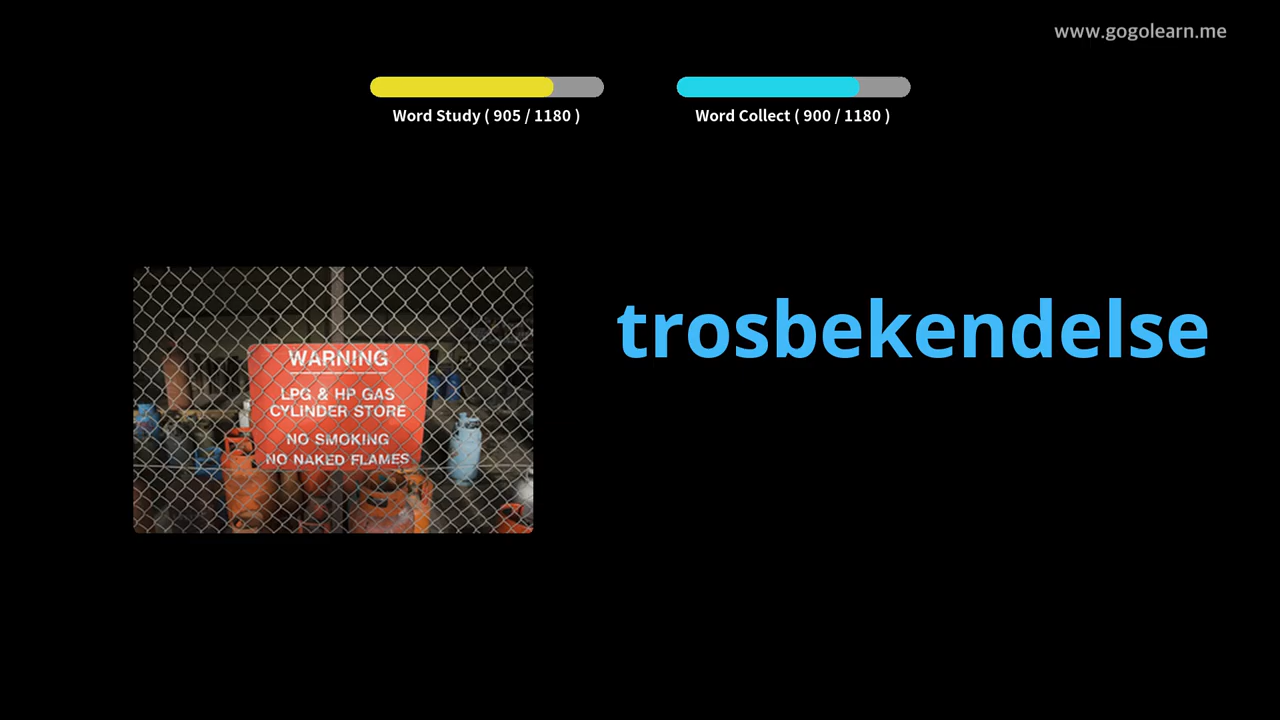 www.gogolearn.me
Word Study ( 905 / 1180 )
Word Collect ( 900 / 1180 )
trosbekendelse
WARNING
LPG & HP GAS
CYLINDER STORE
NO SMOKING
NO NAKED FLAMES